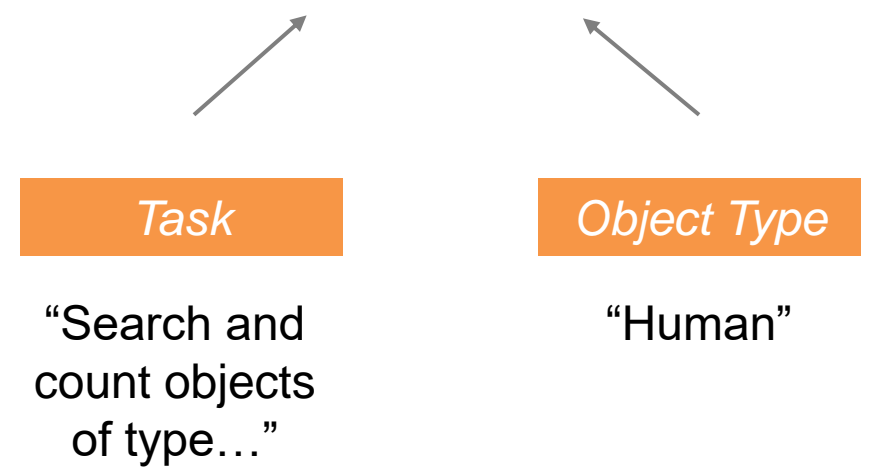 Task
Object Type
“Search and
count objects
of type…”
“Human”